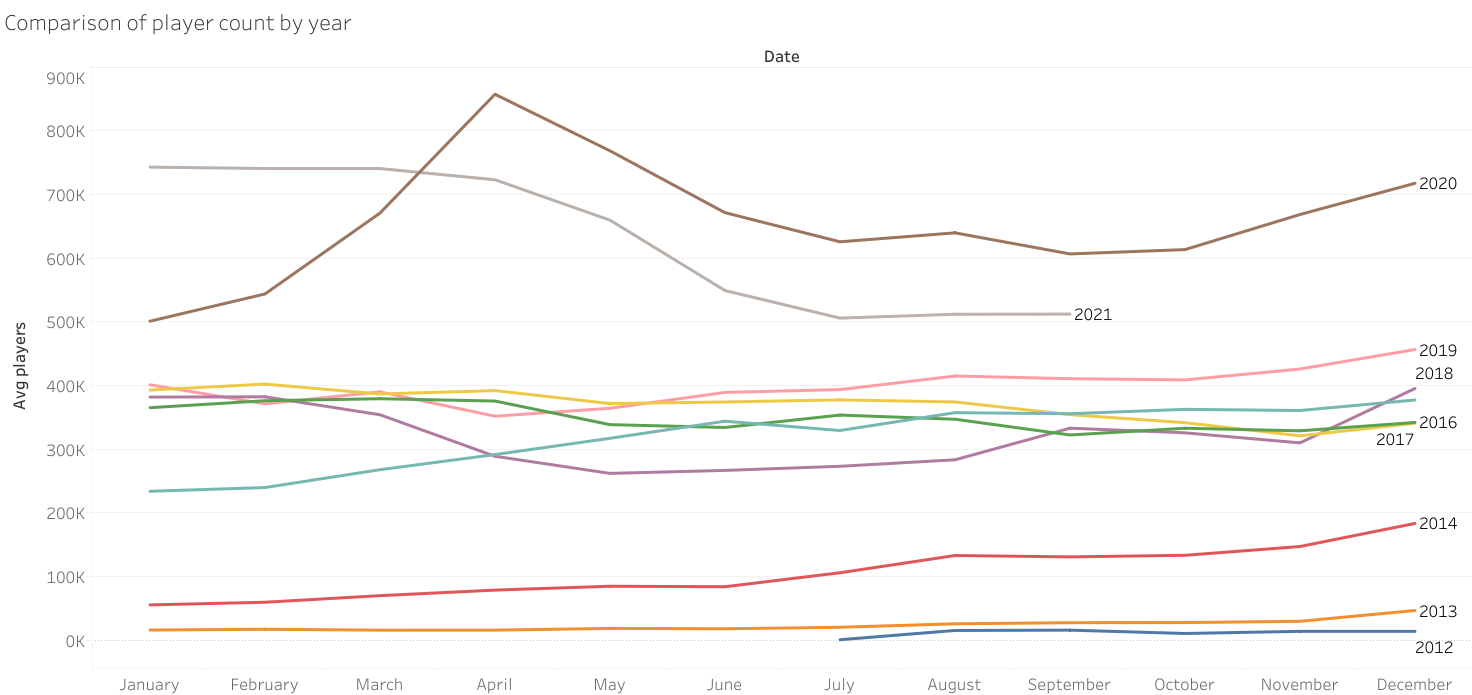 Comparison of player count by year
Date
900K
800K
700K
600K
500K
400K
300K
200K
100K
0K
Avg players
2020
2021
2019
2018
2016
2017
2014
2013
2012
January February March April May June July August September October November December